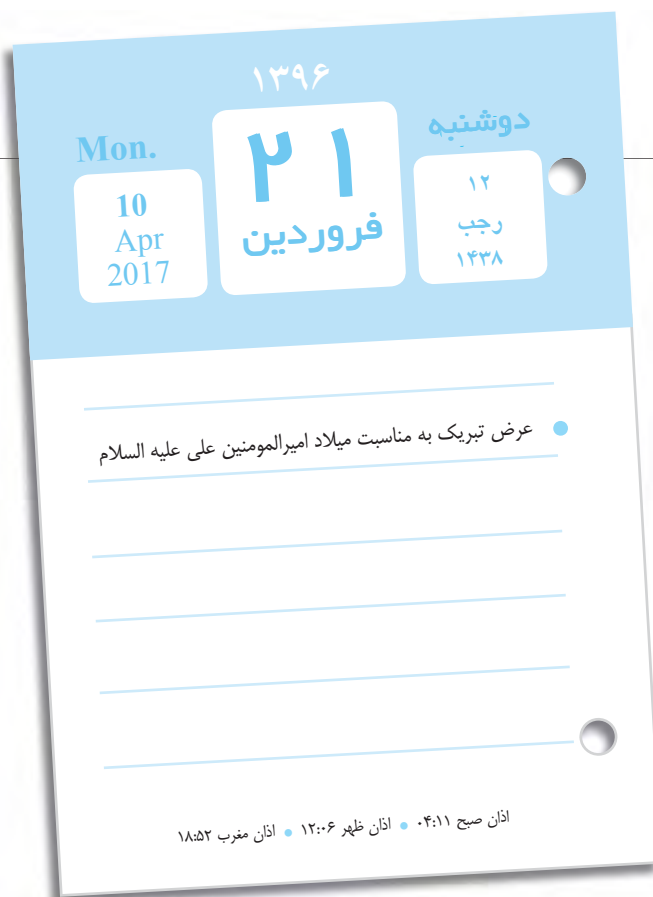 ۱۳۹۶
دوشنبه
۲۱
فروردین
Mon.
۱۲
رجب
۱۴۳۸
10
Apr
2017
عرض تبریک به مناسبت میلاد امیرالمومنین علی علیه السلام
اذان صبح ۰۴:۱۱ • اذان ظهر ۱۲:۰۶ • اذان مغرب ۱۸:۵۲